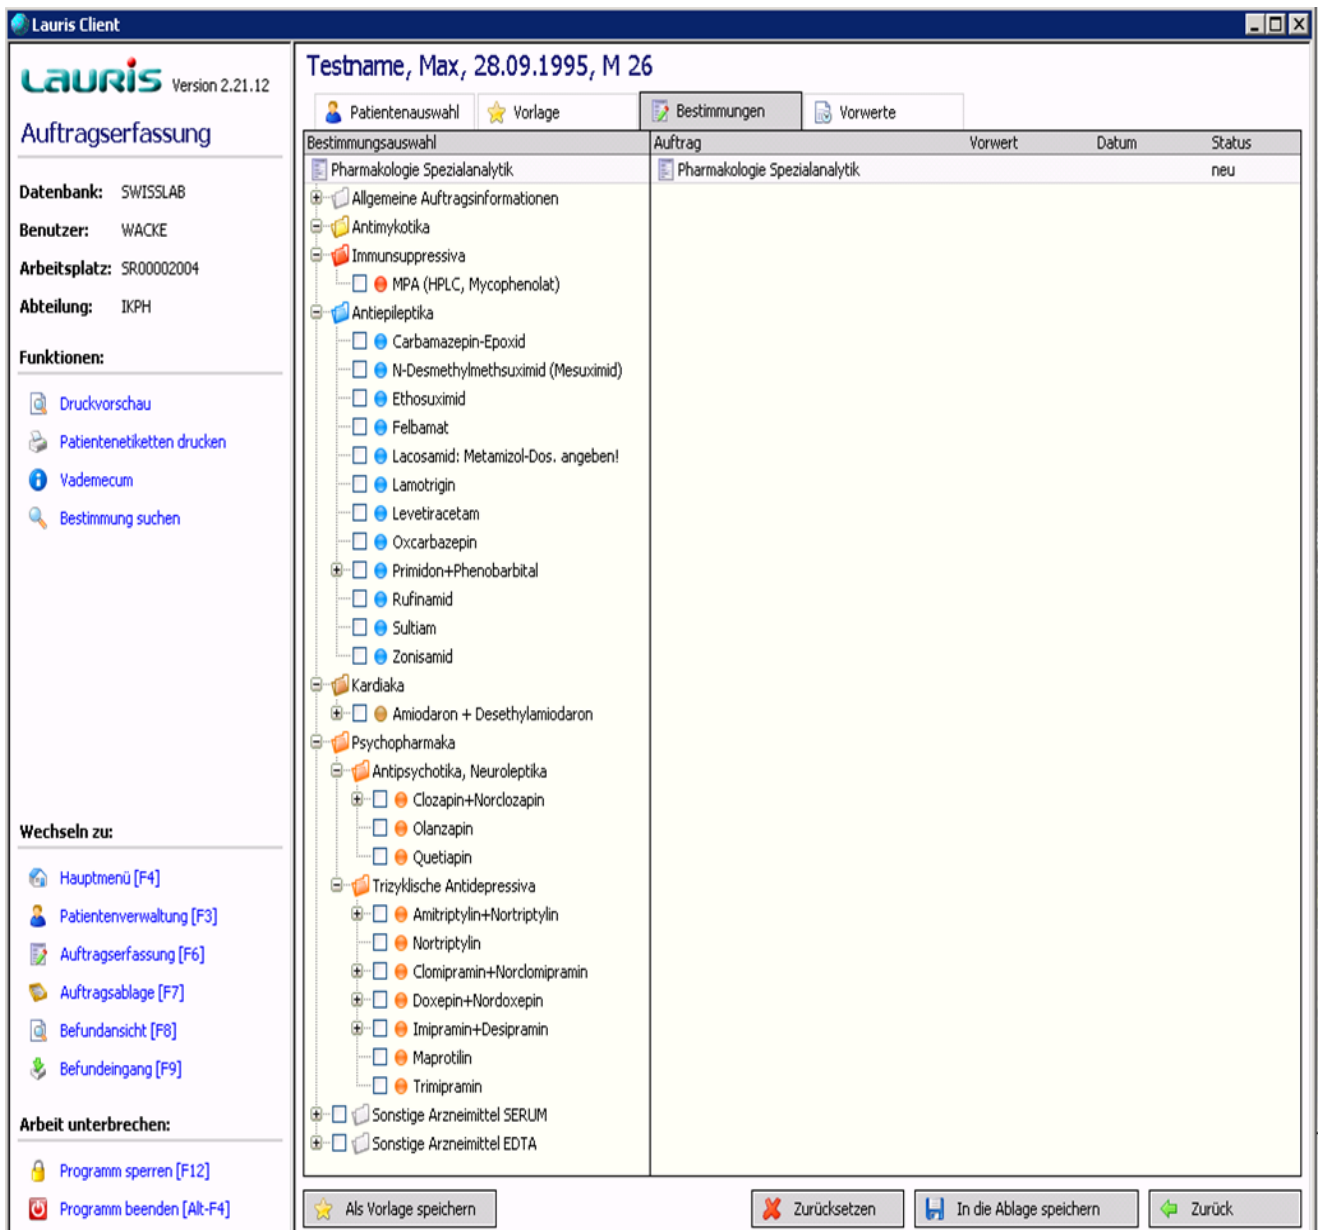 Lauris Client
Lauris Version 2.21.12
Auftragserfassung
Datenbank: SWISSLAB
Benutzer: WACKE
Arbeitsplatz: SR00002004
Abteilung: IKPH
Funktionen:
Druckvorschau
Patientenetiketten drucken
Vademecum
Bestimmung suchen
Wechseln zu:
Hauptmenü [F4]
Patientenverwaltung [F3]
Auftragserfassung [F6]
Auftragsablage [F7]
Befundansicht [F8]
Befundeingang [F9]
Arbeit unterbrechen:
Programm sperren [F12]
Programm beenden [Alt-F4]
Testname, Max, 28.09.1995, M 26
Patientenauswahl Vorlage Bestimmungen Vorwerte
Bestimmungsauswahl
Pharmakologie Spezialanalytik
Allgemeine Auftragsinformationen
Antimykotika
Immunsuppressiva
MPA (HPLC, Mycophenolat)
Antiepileptika
Carbamazepin-Epoxid
N-Desmethylmethsuximid (Mesuximid)
Ethosuximid
Felbamat
Lacosamid: Metamizol-Dos. angeben!
Lamotrigin
Levetiracetam
Oxcarbazepin
Primidon+Phenobarbital
Rufinamid
Sultiam
Zonisamid
Kardiaka
Amiodaron + Desethylamiodaron
Psychopharmaka
Antipsychotika, Neuroleptika
Clozapin+Norclozapin
Olanzapin
Quetiapin
Trizyklische Antidepressiva
Amitriptylin+Nortriptylin
Nortriptylin
Clomipramin+Norclomipramin
Doxepin+Nordoxepin
Imipramin+Desipramin
Maprotilin
Trimipramin
Sonstige Arzneimittel SERUM
Sonstige Arzneimittel EDTA
Auftrag Vorwert Datum Status
Pharmakologie Spezialanalytik neu
Als Vorlage speichern Zurücksetzen In die Ablage speichern Zurück